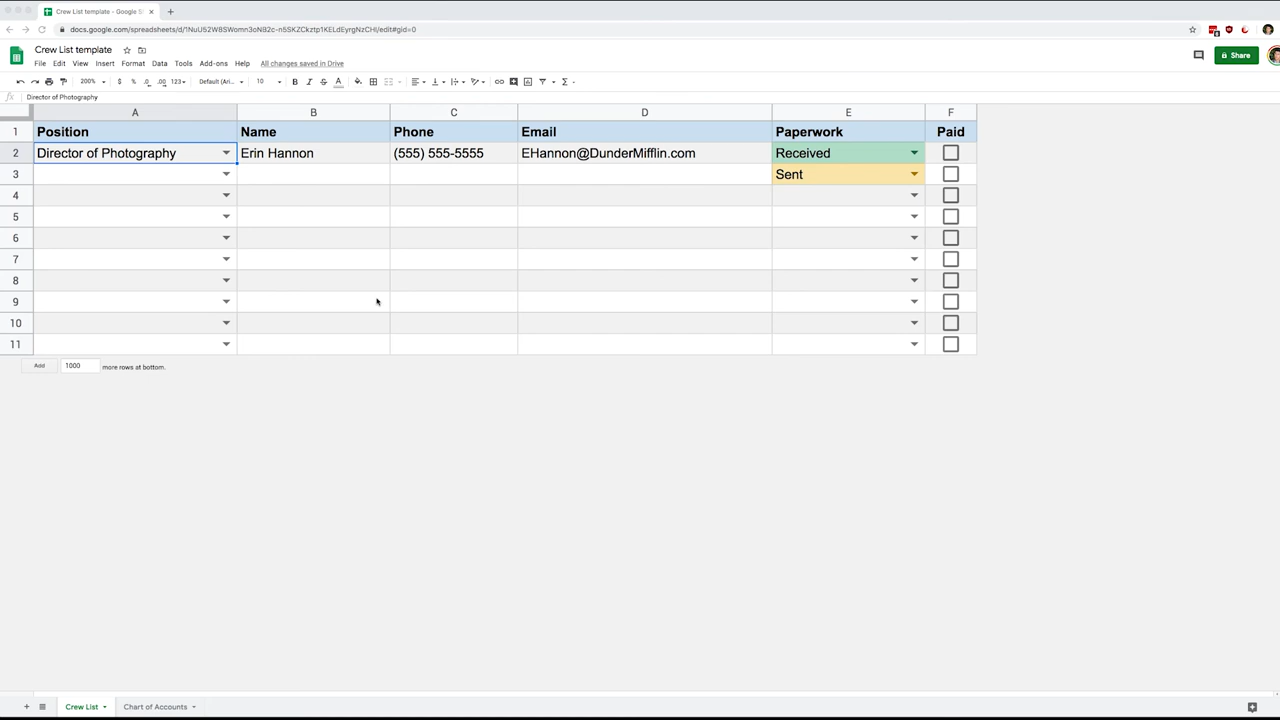 Crew List template - Google S
docs.google.com/spreadsheets/d/1NuU52W8SWomn3oN82c-n5SKZCkztp1KELdEyrgNzCHI/edit#gid=0
Crew List template
File Edit View Insert Format Data Tools Add-ons Help All changes saved in Drive
Share
200% $ % .0 .00 123 Default (Ari... 10 B I S A
fx Director of Photography
A B C D E F
1 Position Name Phone Email Paperwork Paid
2 Director of Photography Erin Hannon (555) 555-5555 EHannon@DunderMifflin.com Received
3 Sent
4
5
6
7
8
9
10
11
Add 1000 more rows at bottom.
+ Crew List Chart of Accounts